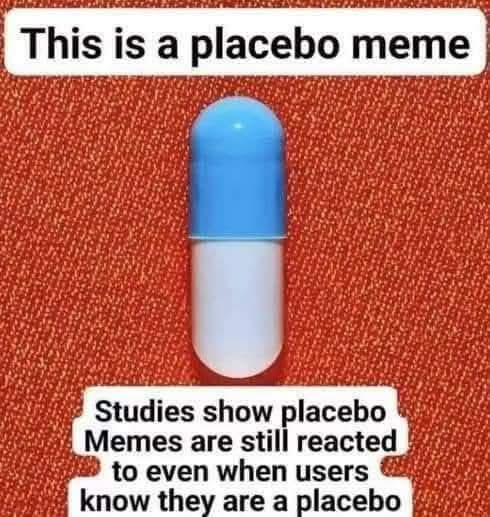 This is a placebo meme
Studies show placebo
Memes are still reacted
to even when users
know they are a placebo